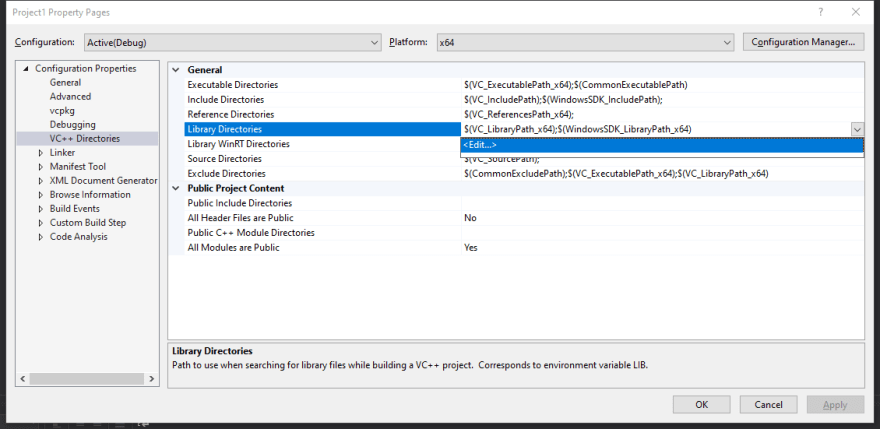 Project1 Property Pages
? ×
Configuration: Active(Debug) Platform: x64 Configuration Manager...
Configuration Properties
General
Advanced
vcpkg
Debugging
VC++ Directories
Linker
Manifest Tool
XML Document Generator
Browse Information
Build Events
Custom Build Step
Code Analysis
General
Executable Directories $(VC_ExecutablePath_x64);$(CommonExecutablePath)
Include Directories $(VC_IncludePath);$(WindowsSDK_IncludePath);
Reference Directories $(VC_ReferencesPath_x64);
Library Directories $(VC_LibraryPath_x64);$(WindowsSDK_LibraryPath_x64)
Library WinRT Directories <Edit...>
Source Directories $(VC_SourcePath);
Exclude Directories $(CommonExcludePath);$(VC_ExecutablePath_x64);$(VC_LibraryPath_x64)
Public Project Content
Public Include Directories
All Header Files are Public No
Public C++ Module Directories
All Modules are Public Yes
Library Directories
Path to use when searching for library files while building a VC++ project. Corresponds to environment variable LIB.
OK Cancel Apply